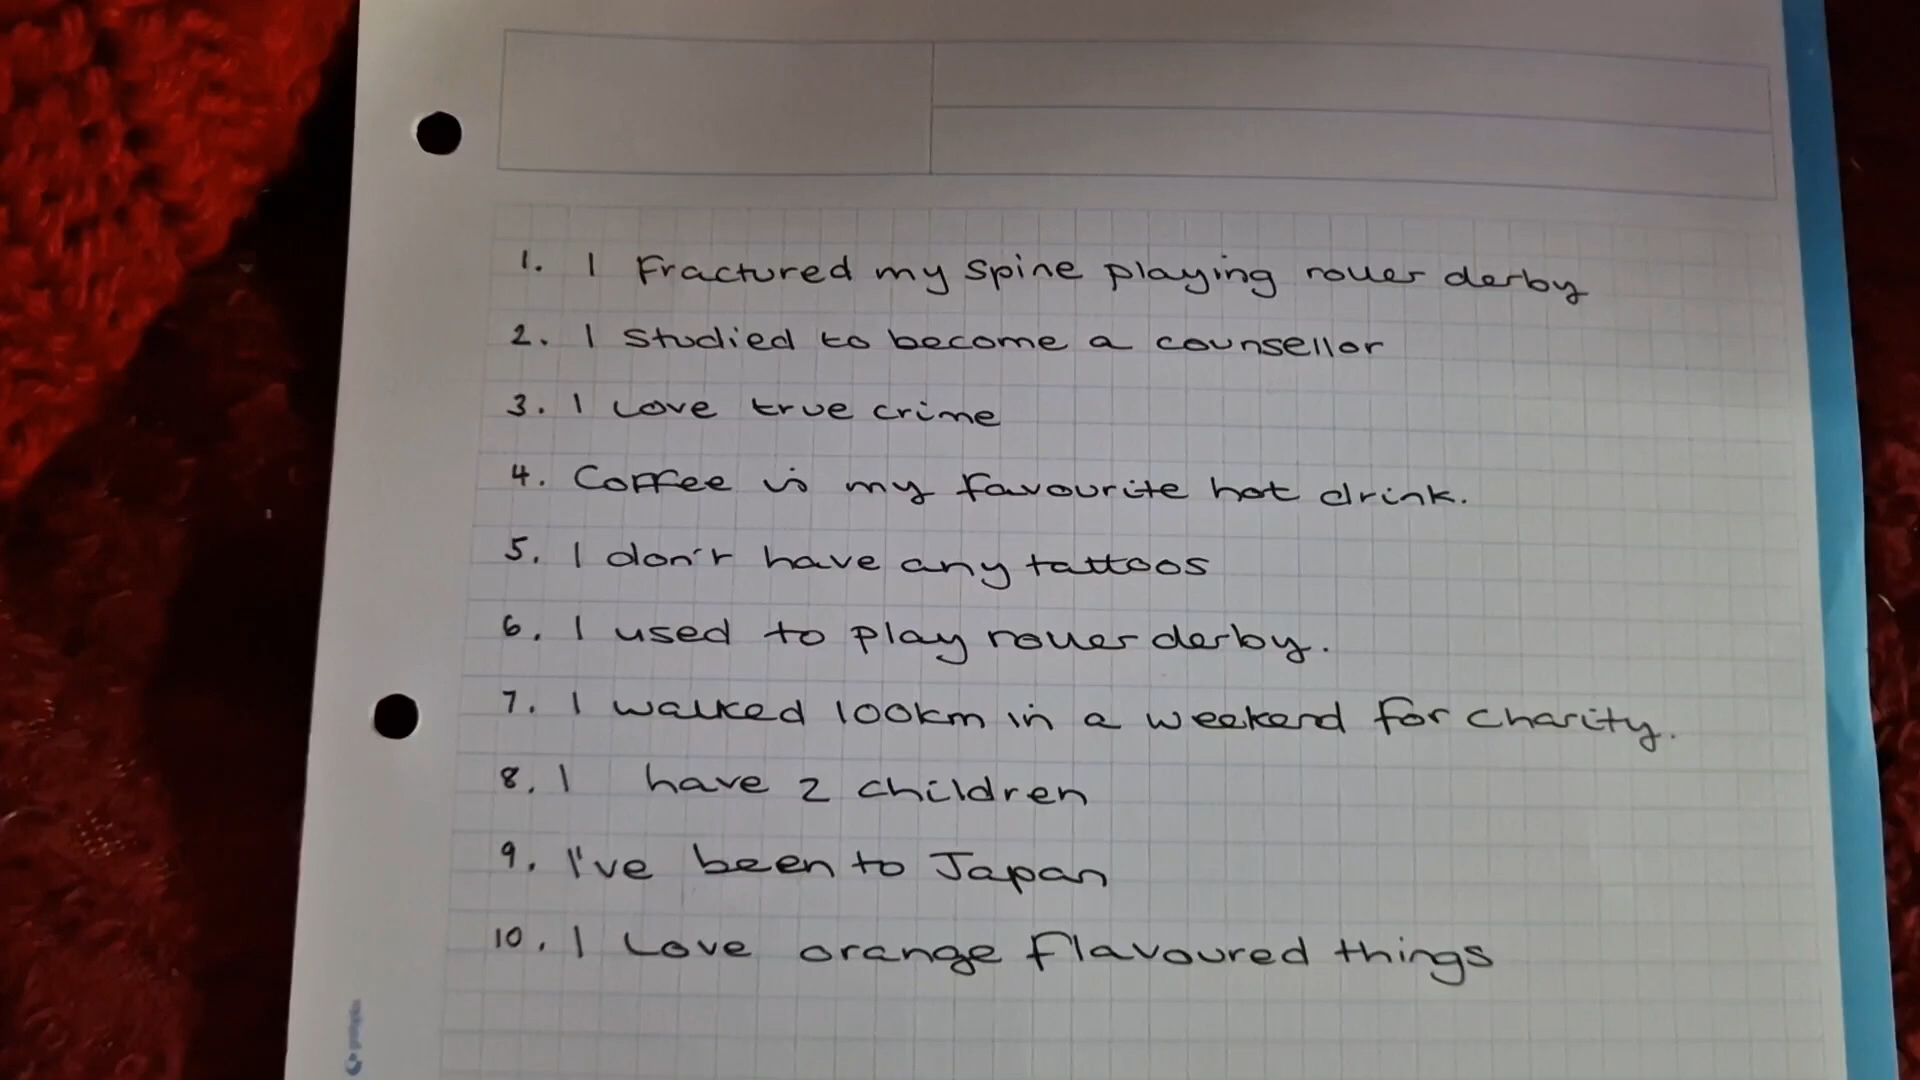 1. I Fractured my spine playing roller derby
2. I studied to become a counsellor
3. I love true crime
4. Coffee is my favourite hot drink.
5. I don't have any tattoos
6. I used to play roller derby.
7. I walked 100km in a weekend for charity.
8. I have 2 children
9. I've been to Japan
10. I love orange flavoured things